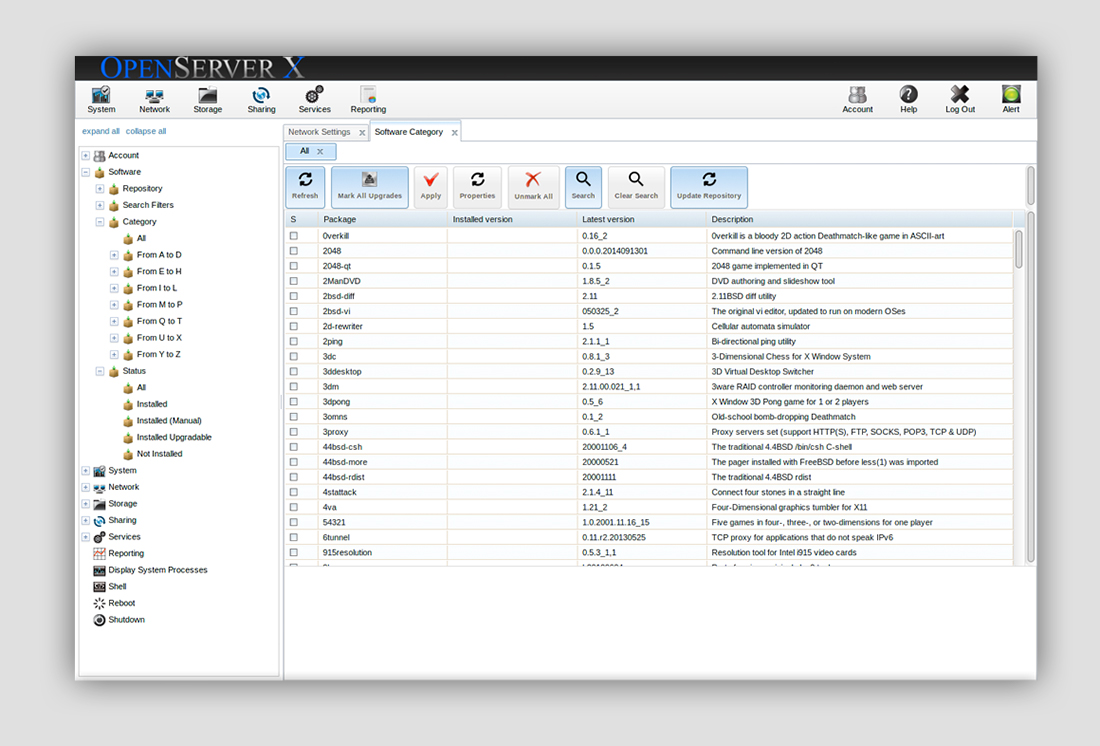 OPENSERVER X
System Network Storage Sharing Services Reporting Account Help Log Out Alert
expand all collapse all
Network Settings x Software Category x
All x
Refresh Mark All Upgrades Apply Properties Unmark All Search Clear Search Update Repository
Account
Software
Repository
Search Filters
Category
All
From A to D
From E to H
From I to L
From M to P
From Q to T
From U to X
From Y to Z
Status
All
Installed
Installed (Manual)
Installed Upgradable
Not Installed
System
Network
Storage
Sharing
Services
Reporting
Display System Processes
Shell
Reboot
Shutdown
S Package Installed version Latest version Description
0verkill 0.16_2 0verkill is a bloody 2D action Deathmatch-like game in ASCII-art
2048 0.0.0.2014091301 Command line version of 2048
2048-qt 0.1.5 2048 game implemented in QT
2ManDVD 1.8.5_2 DVD authoring and slideshow tool
2bsd-diff 2.11 2.11BSD diff utility
2bsd-vi 050325_2 The original vi editor, updated to run on modern OSes
2d-rewriter 1.5 Cellular automata simulator
2ping 2.1.1_1 Bi-directional ping utility
3dc 0.8.1_3 3-Dimensional Chess for X Window System
3ddesktop 0.2.9_13 3D Virtual Desktop Switcher
3dm 2.11.00.021_1,1 3ware RAID controller monitoring daemon and web server
3dpong 0.5_6 X Window 3D Pong game for 1 or 2 players
3omns 0.1_2 Old-school bomb-dropping Deathmatch
3proxy 0.6.1_1 Proxy servers set (support HTTP(S), FTP, SOCKS, POP3, TCP & UDP)
44bsd-csh 20001106_4 The traditional 4.4BSD /bin/csh C-shell
44bsd-more 20000521 The pager installed with FreeBSD before less(1) was imported
44bsd-rdist 20001111 The traditional 4.4BSD rdist
4stattack 2.1.4_11 Connect four stones in a straight line
4va 1.21_2 Four-Dimensional graphics tumbler for X11
54321 1.0.2001.11.16_15 Five games in four-, three-, or two-dimensions for one player
6tunnel 0.11.r2.20130525 TCP proxy for applications that do not speak IPv6
915resolution 0.5.3_1,1 Resolution tool for Intel i915 video cards